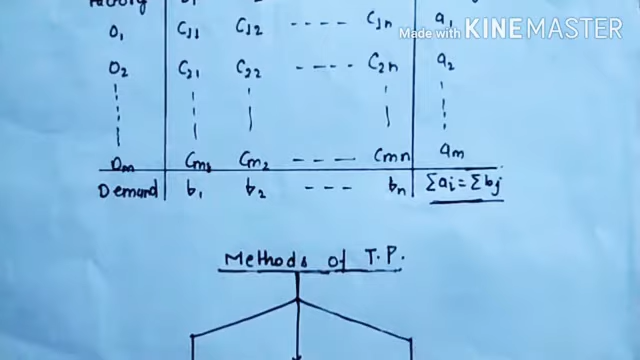 Made with KINEMASTER
O1 C11 C12 ---- C1n a1
O2 C21 C22 ---- C2n a2
Om Cm1 Cm2 ---- Cmn am
Demand b1 b2 --- bn Σai = Σbj
Methods of T.P.